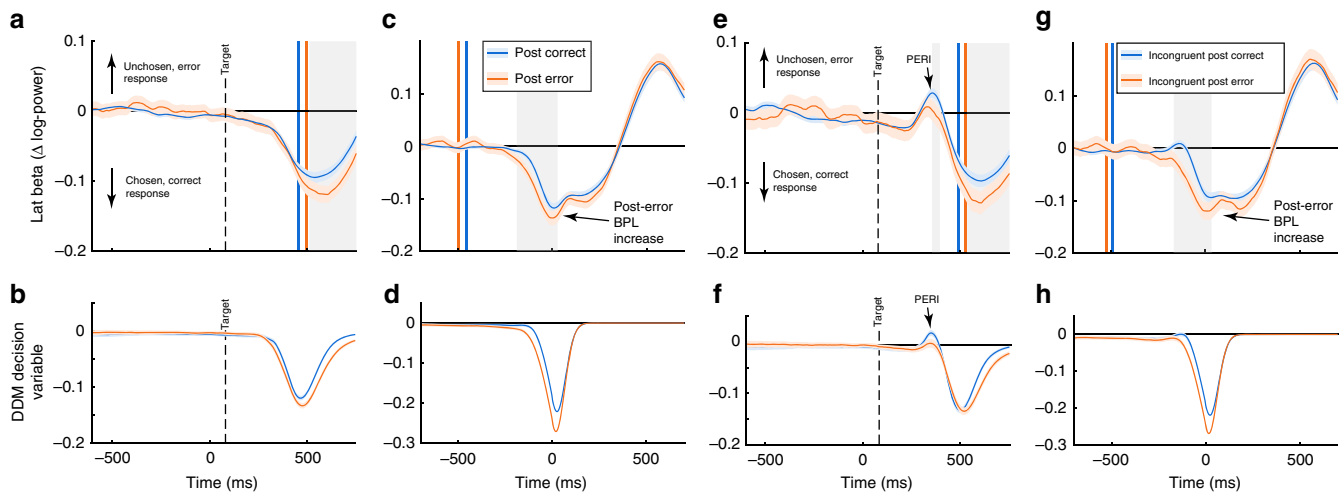 a
c
e
g
Lat beta (Δ log-power)
0.1
0
−0.1
−0.2
Unchosen, error
response
Chosen, correct
response
Target
0.1
0
−0.1
−0.2
Post correct
Post error
Post-error
BPL
increase
0.1
0
−0.1
−0.2
Unchosen, error
response
Chosen, correct
response
Target
PERI
0.1
0
−0.1
−0.2
Incongruent post correct
Incongruent post error
Post-error
BPL
increase
b
d
f
h
DDM decision
variable
0
−0.1
−0.2
Target
−500
0
500
Time (ms)
0
−0.1
−0.2
−0.3
−500
0
500
Time (ms)
0
−0.1
−0.2
Target
PERI
−500
0
500
Time (ms)
0
−0.1
−0.2
−0.3
−500
0
500
Time (ms)